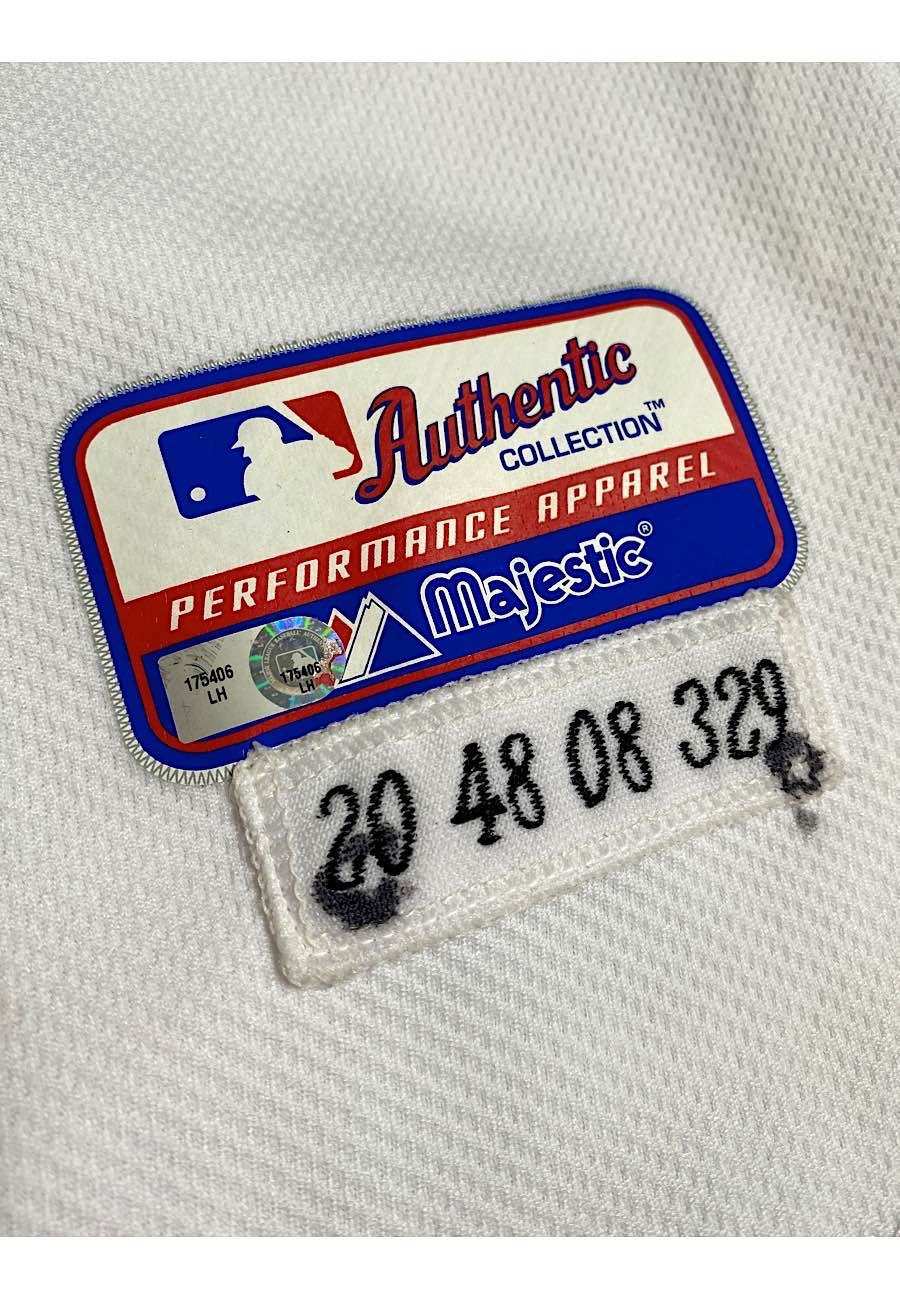 Authentic
COLLECTION™
PERFORMANCE APPAREL
Majestic®
175406
LH
175406
LH
20 48 08 329